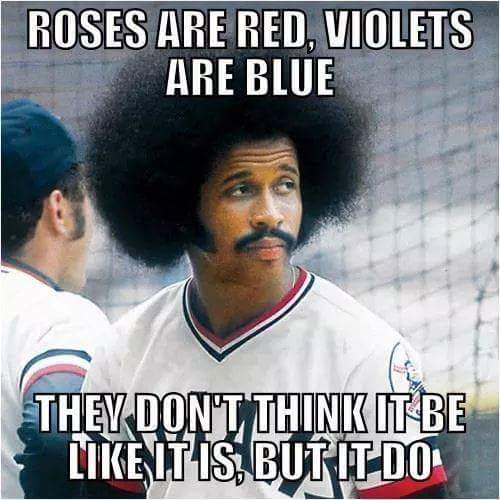 ROSES ARE RED, VIOLETS
ARE BLUE
THEY DON'T THINK IT BE
LIKE IT IS, BUT IT DO